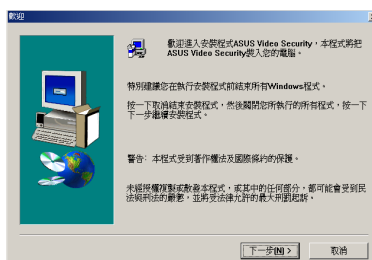 歡迎
歡迎進入安裝程式ASUS Video Security，本程式將把
ASUS Video Security裝入您的電腦。
特別建議您在執行安裝程式前結束所有Windows程式。
按一下取消結束安裝程式，然後關閉您所執行的所有程式，按一下
下一步繼續安裝程式。
警告: 本程式受到著作權法及國際條約的保護。
未經授權複製或散發本程式，或其中的任何部分，都可能會受到民
法與刑法的嚴懲，並將受法律允許的最大刑罰起訴。
下一步(N) >
取消